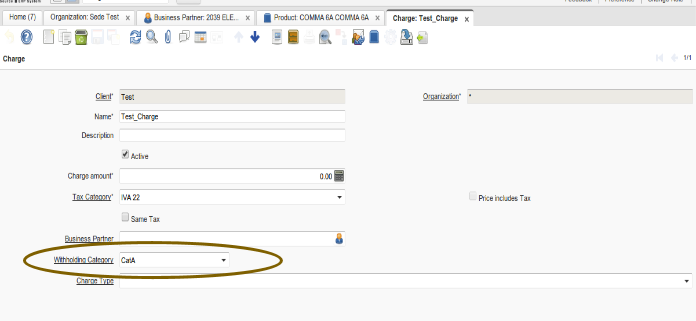 Home (7) Organization: Sede Test x Business Partner: 2039 ELE... x Product: COMMA 6A COMMA 6A x Charge: Test_Charge x
Charge 1/1
Client* Test Organization* *
Name* Test_Charge
Description
Active
Charge amount* 0.00
Tax Category* IVA 22 Price includes Tax
Same Tax
Business Partner
Withholding Category CatA
Charge Type